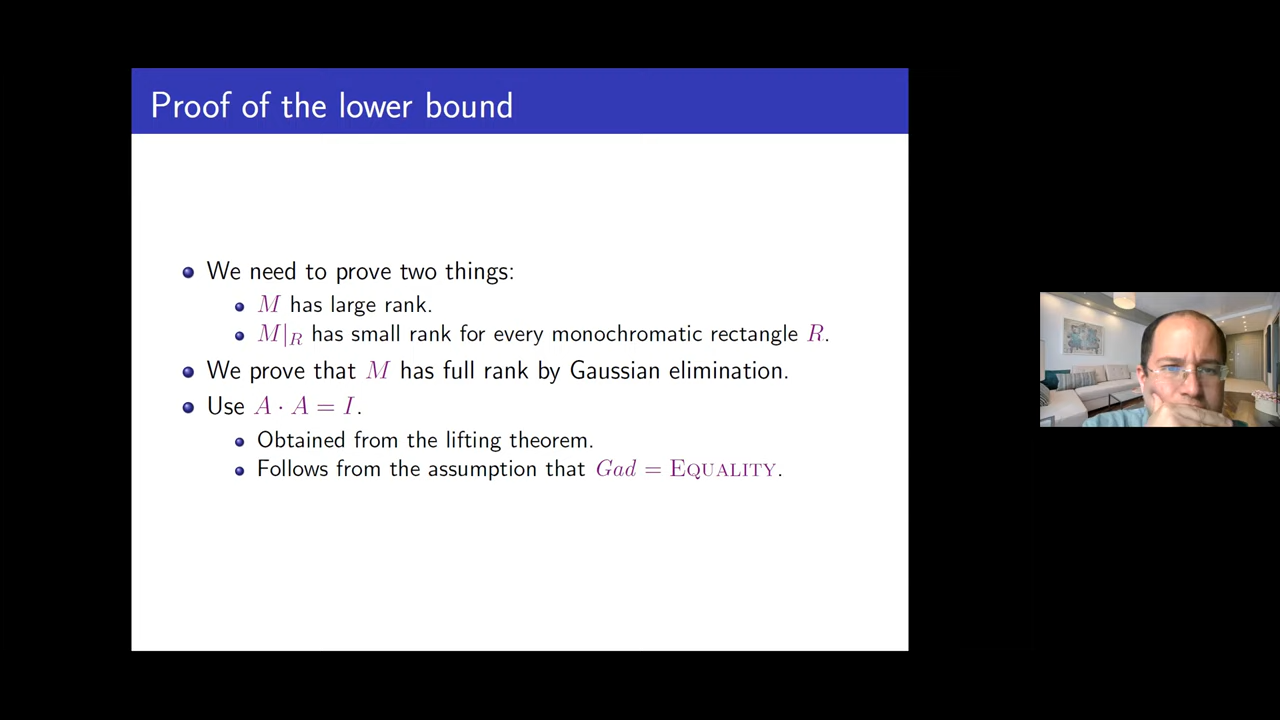 Proof of the lower bound
We need to prove two things:
M has large rank.
M|_R has small rank for every monochromatic rectangle R.
We prove that M has full rank by Gaussian elimination.
Use A · A = I.
Obtained from the lifting theorem.
Follows from the assumption that Gad = EQUALITY.